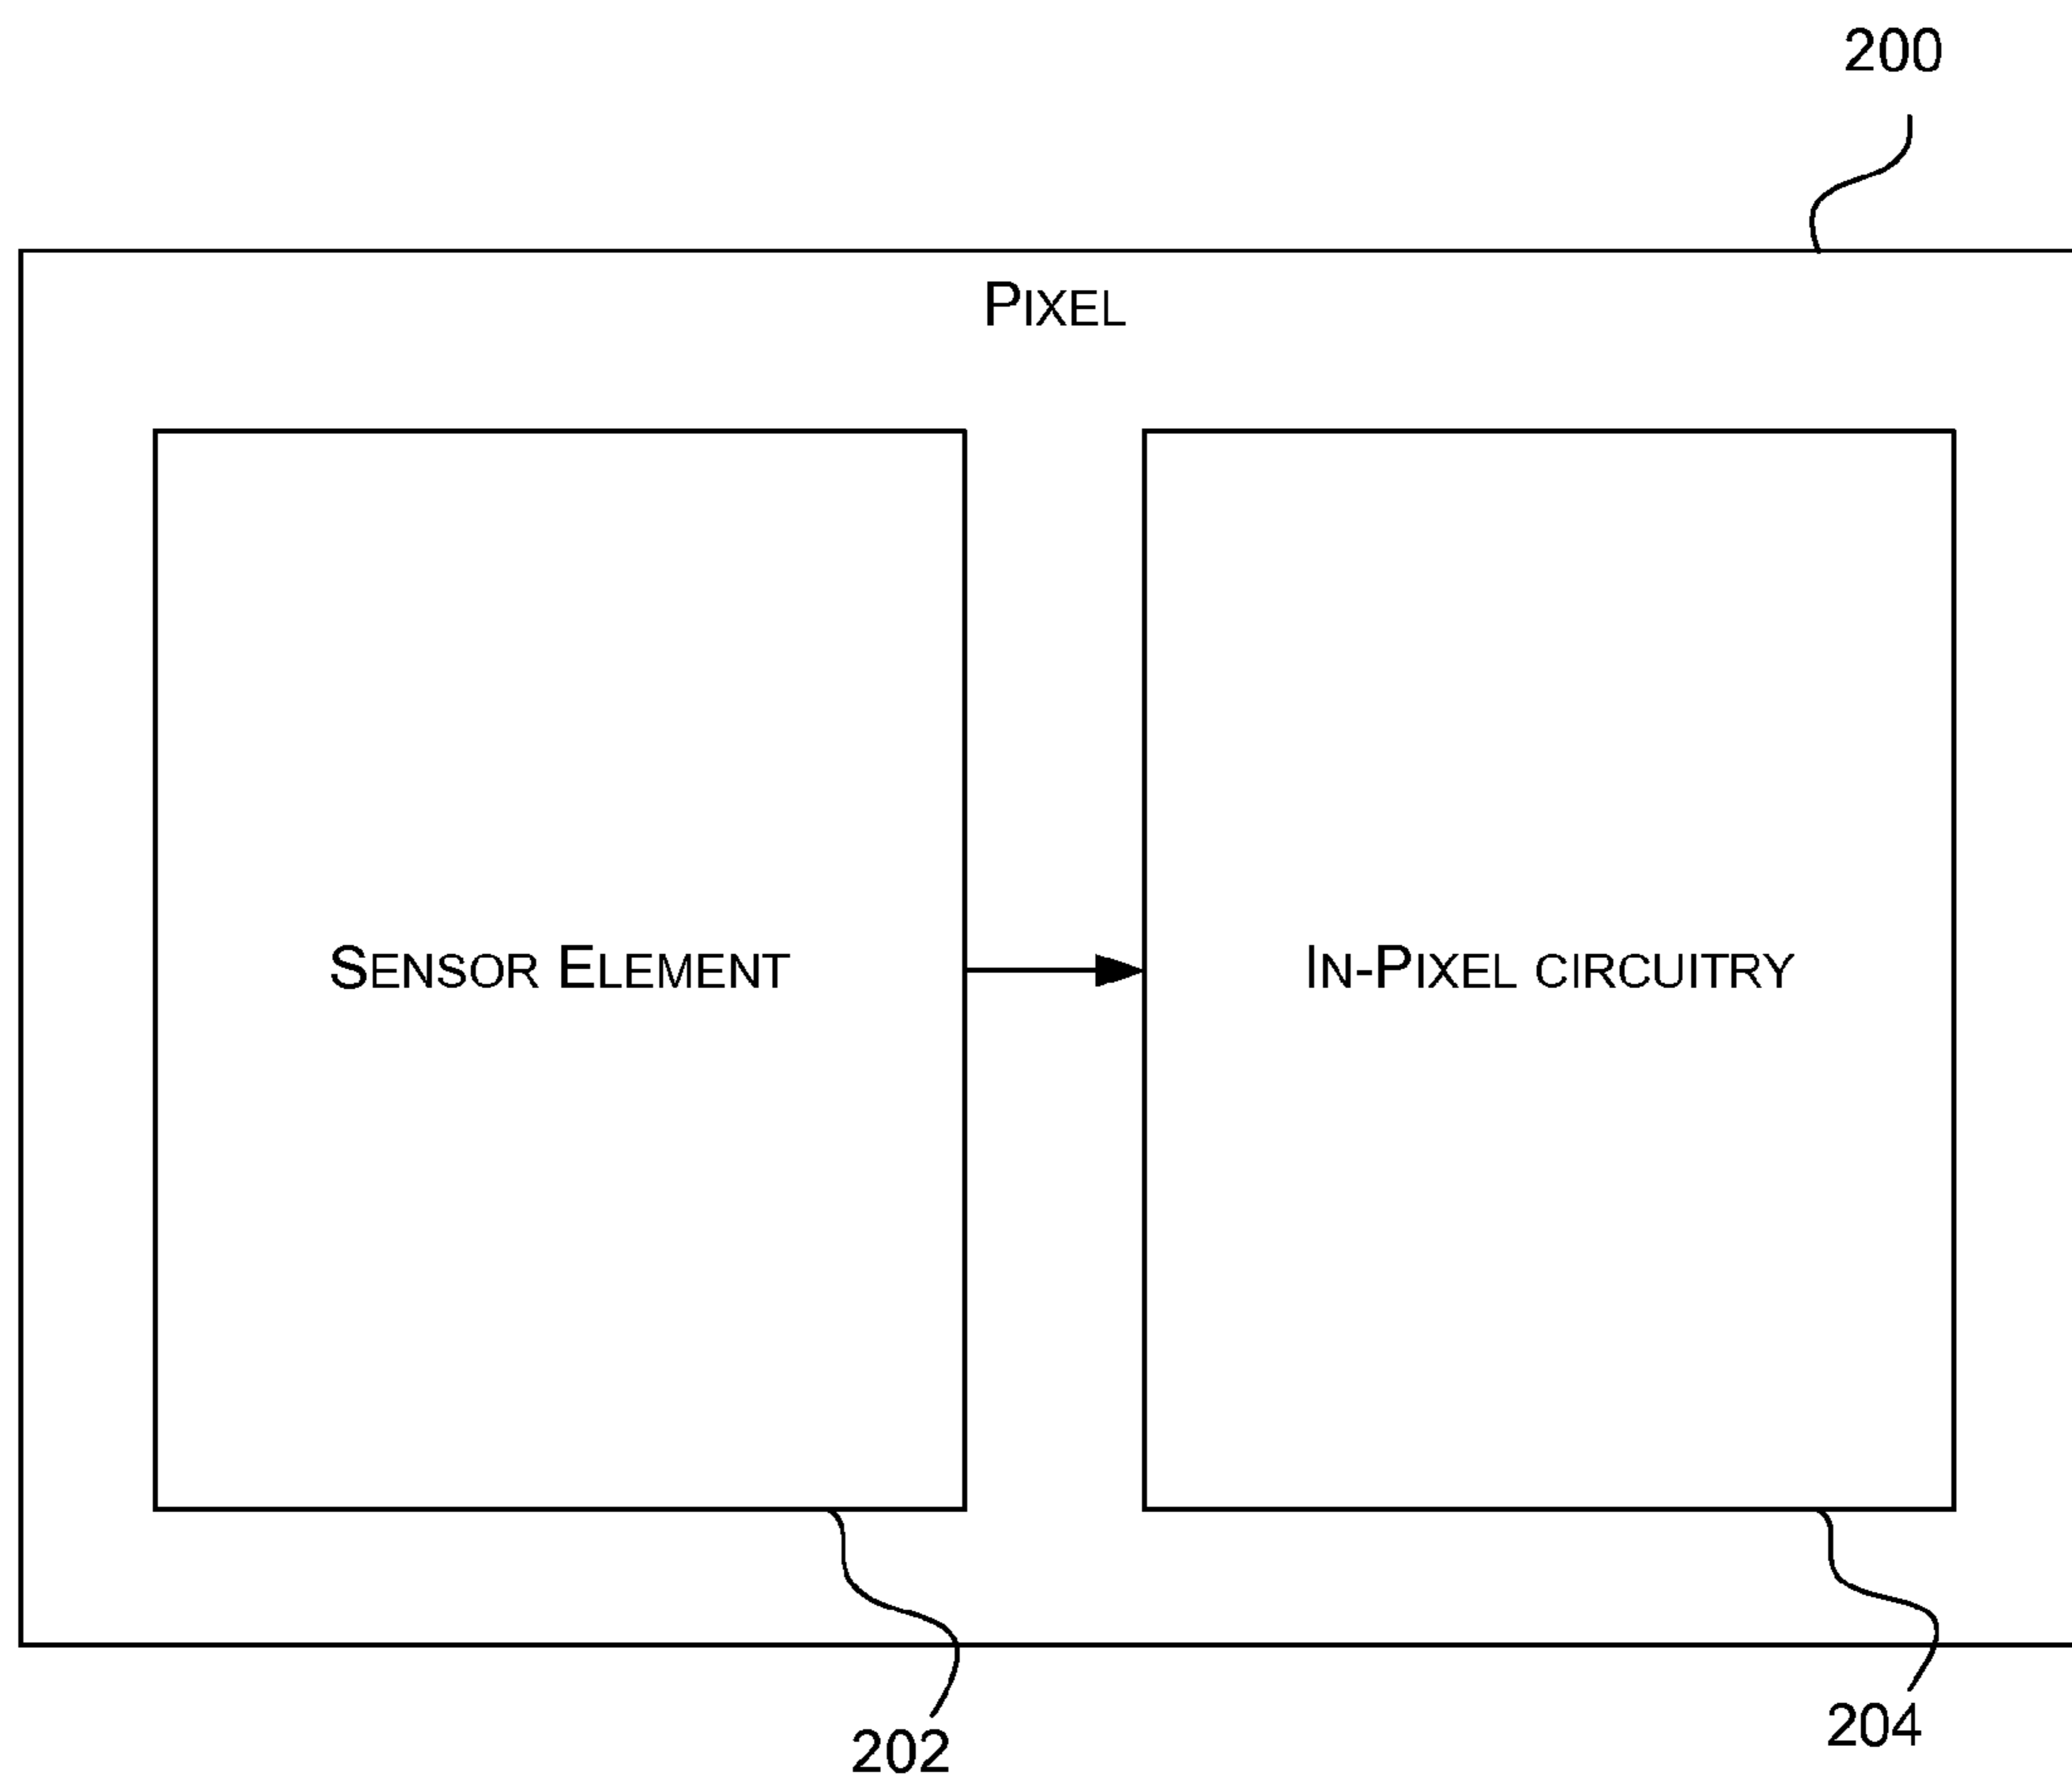 200
PIXEL
SENSOR ELEMENT
IN-PIXEL CIRCUITRY
202
204